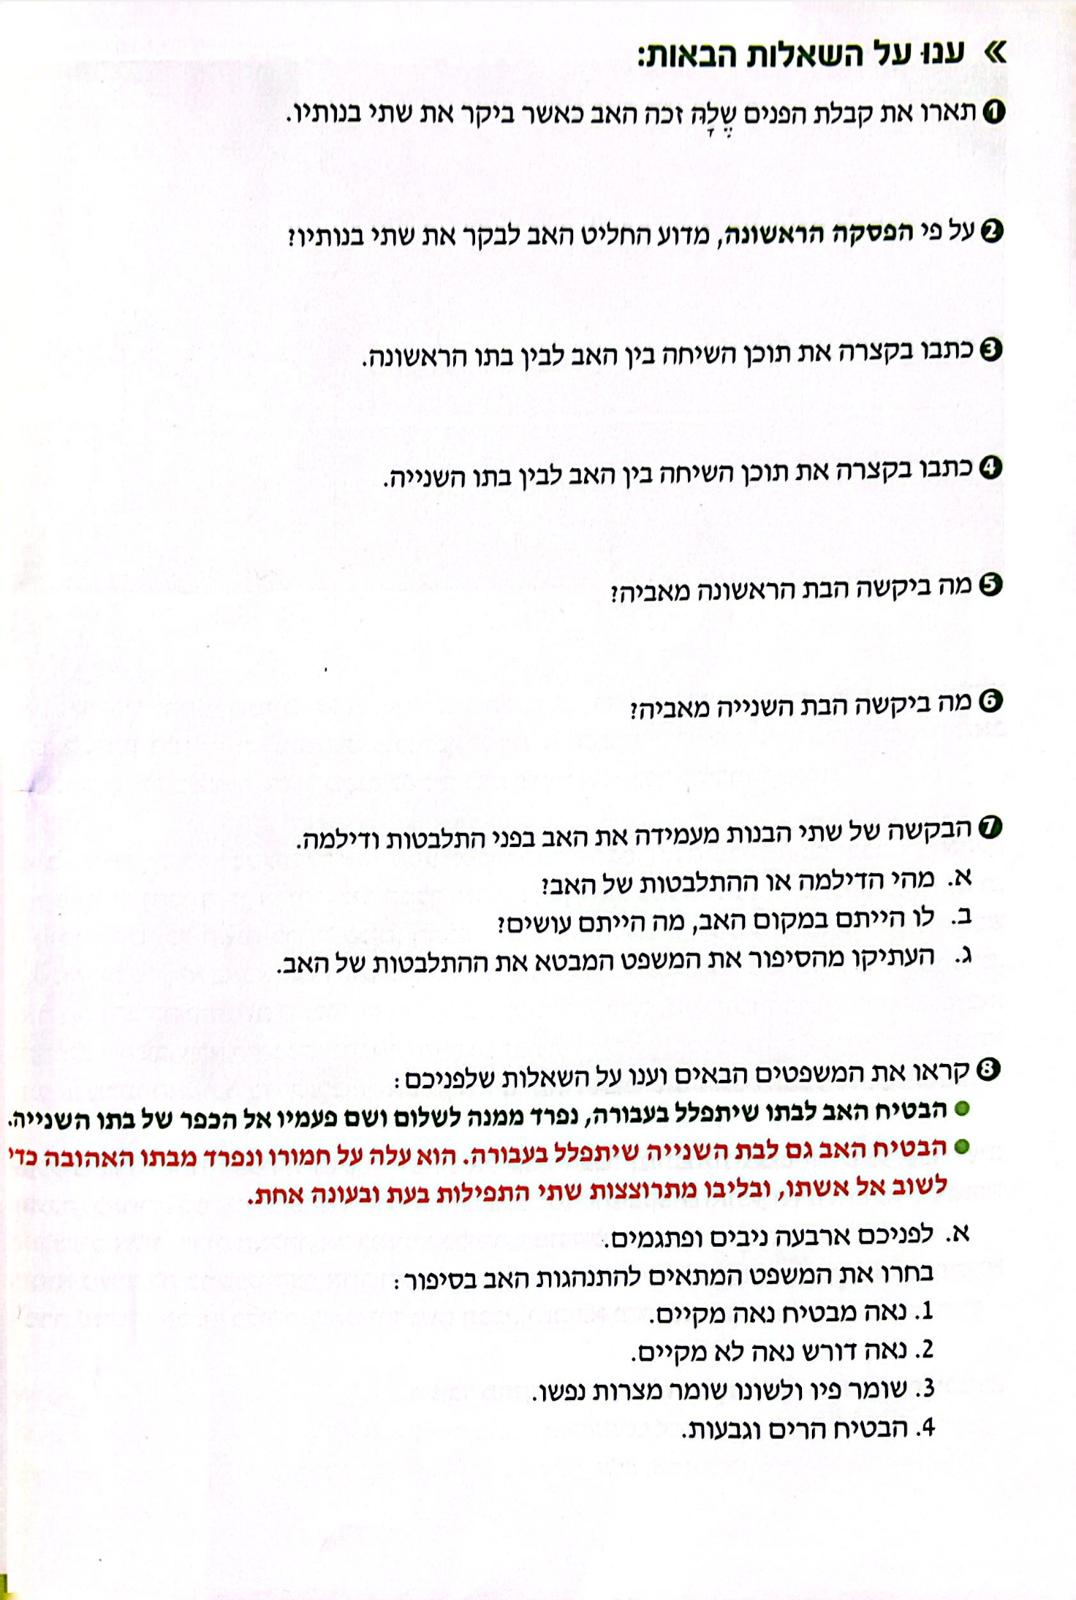 » ענו על השאלות הבאות:
1 תארו את קבלת הפנים שֶׁלָּהּ זכה האב כאשר ביקר את שתי בנותיו.
2 על פי הפסקה הראשונה, מדוע החליט האב לבקר את שתי בנותיו?
3 כתבו בקצרה את תוכן השיחה בין האב לבין בתו הראשונה.
4 כתבו בקצרה את תוכן השיחה בין האב לבין בתו השנייה.
5 מה ביקשה הבת הראשונה מאביה?
6 מה ביקשה הבת השנייה מאביה?
7 הבקשה של שתי הבנות מעמידה את האב בפני התלבטות ודילמה.
א. מהי הדילמה או ההתלבטות של האב?
ב. לו הייתם במקום האב, מה הייתם עושים?
ג. העתיקו מהסיפור את המשפט המבטא את ההתלבטות של האב.
8 קראו את המשפטים הבאים וענו על השאלות שלפניכם:
● הבטיח האב לבתו שיתפלל בעבורה, נפרד ממנה לשלום ושם פעמיו אל הכפר של בתו השנייה.
● הבטיח האב גם לבת השנייה שיתפלל בעבורה. הוא עלה על חמורו ונפרד מבתו האהובה כדי
לשוב אל אשתו, ובליבו מתרוצצות שתי התפילות בעת ובעונה אחת.
א. לפניכם ארבעה ניבים ופתגמים.
בחרו את המשפט המתאים להתנהגות האב בסיפור:
1. נאה מבטיח נאה מקיים.
2. נאה דורש נאה לא מקיים.
3. שומר פיו ולשונו שומר מצרות נפשו.
4. הבטיח הרים וגבעות.